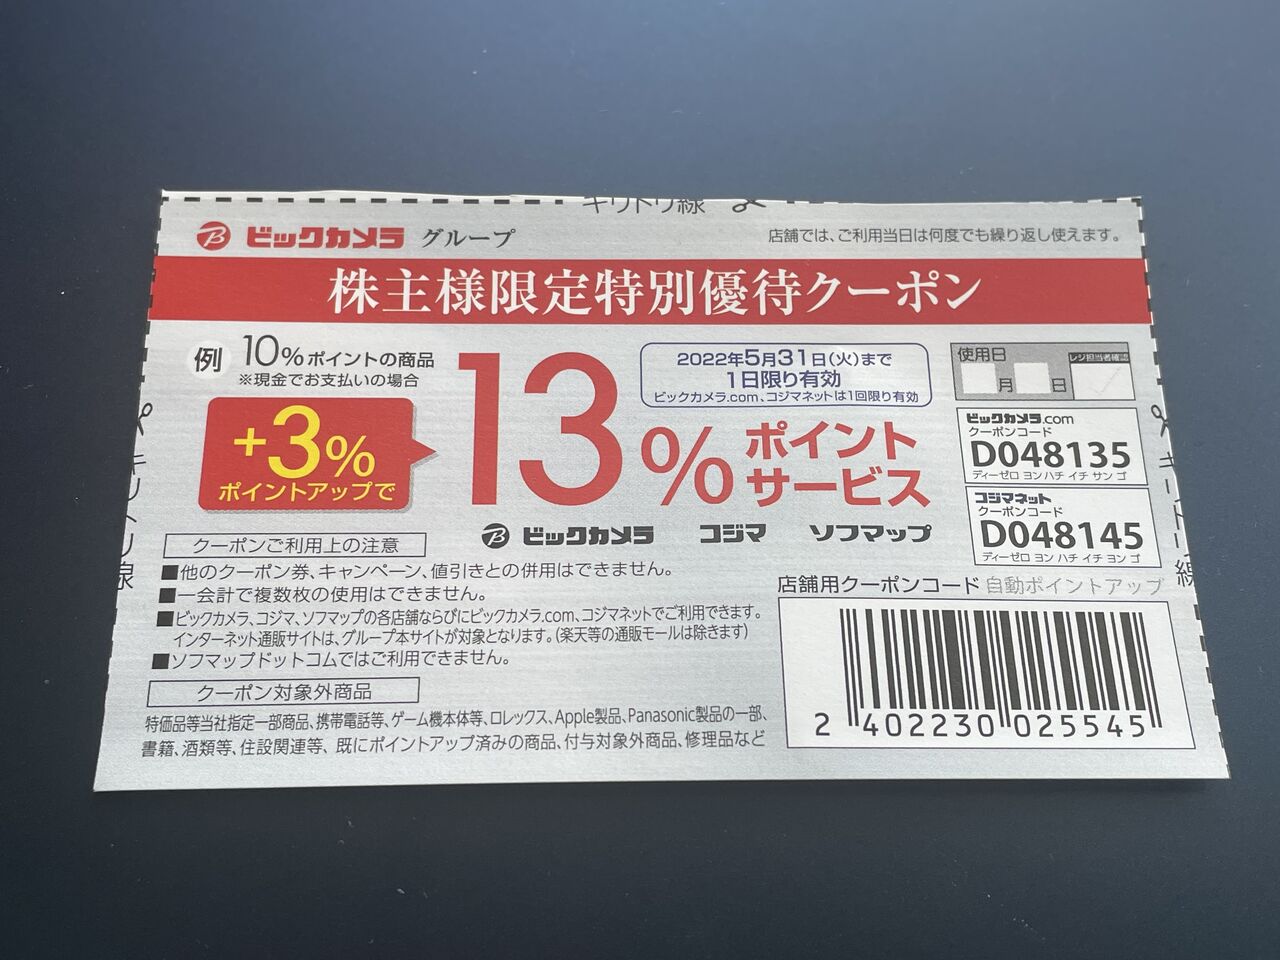 キリトリ線
ビックカメラ グループ
店舗では、ご利用当日は何度でも繰り返し使えます。
株主様限定特別優待クーポン
例 10%ポイントの商品
※現金でお支払いの場合
+3%
ポイントアップで
13%ポイントサービス
2022年5月31日(火)まで
1日限り有効
ビックカメラ.com、コジマネットは1回限り有効
使用日
レジ担当者確認
月 日
ビックカメラ.com
クーポンコード
D048135
ディーゼロ ヨン ハチ イチ サン ゴ
コジマネット
クーポンコード
D048145
ディーゼロ ヨン ハチ イチ ヨン ゴ
ビックカメラ コジマ ソフマップ
クーポンご利用上の注意
■他のクーポン券、キャンペーン、値引きとの併用はできません。
■一会計で複数枚の使用はできません。
■ビックカメラ、コジマ、ソフマップの各店舗ならびにビックカメラ.com、コジマネットでご利用できます。
インターネット通販サイトは、グループ本サイトが対象となります。(楽天等の通販モールは除きます)
■ソフマップドットコムではご利用できません。
クーポン対象外商品
特価品等当社指定一部商品、携帯電話等、ゲーム機本体等、ロレックス、Apple製品、Panasonic製品の一部、
書籍、酒類等、住設関連等、既にポイントアップ済みの商品、付与対象外商品、修理品など
店舗用クーポンコード 自動ポイントアップ
2 402230 025545
キリトリ線
キリトリ線